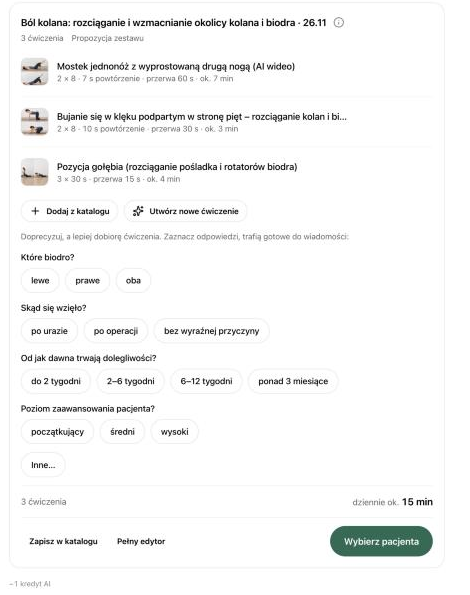 Ból kolana: rozciąganie i wzmacnianie okolicy kolana i biodra · 26.11
3 ćwiczenia Propozycja zestawu
Mostek jednonóż z wyprostowaną drugą nogą (AI wideo)
2 × 8 · 7 s powtórzenie · przerwa 60 s · ok. 7 min
Bujanie się w klęku podpartym w stronę pięt – rozciąganie kolan i bi...
2 × 8 · 10 s powtórzenie · przerwa 30 s · ok. 3 min
Pozycja gołębia (rozciąganie pośladka i rotatorów biodra)
3 × 30 s · przerwa 15 s · ok. 4 min
+ Dodaj z katalogu Utwórz nowe ćwiczenie
Doprecyzuj, a lepiej dobiorę ćwiczenia. Zaznacz odpowiedzi, trafią gotowe do wiadomości:
Które biodro?
lewe prawe oba
Skąd się wzięło?
po urazie po operacji bez wyraźnej przyczyny
Od jak dawna trwają dolegliwości?
do 2 tygodni 2–6 tygodni 6–12 tygodni ponad 3 miesiące
Poziom zaawansowania pacjenta?
początkujący średni wysoki
Inne...
3 ćwiczenia dziennie ok. 15 min
Zapisz w katalogu Pełny edytor Wybierz pacjenta
−1 kredyt AI